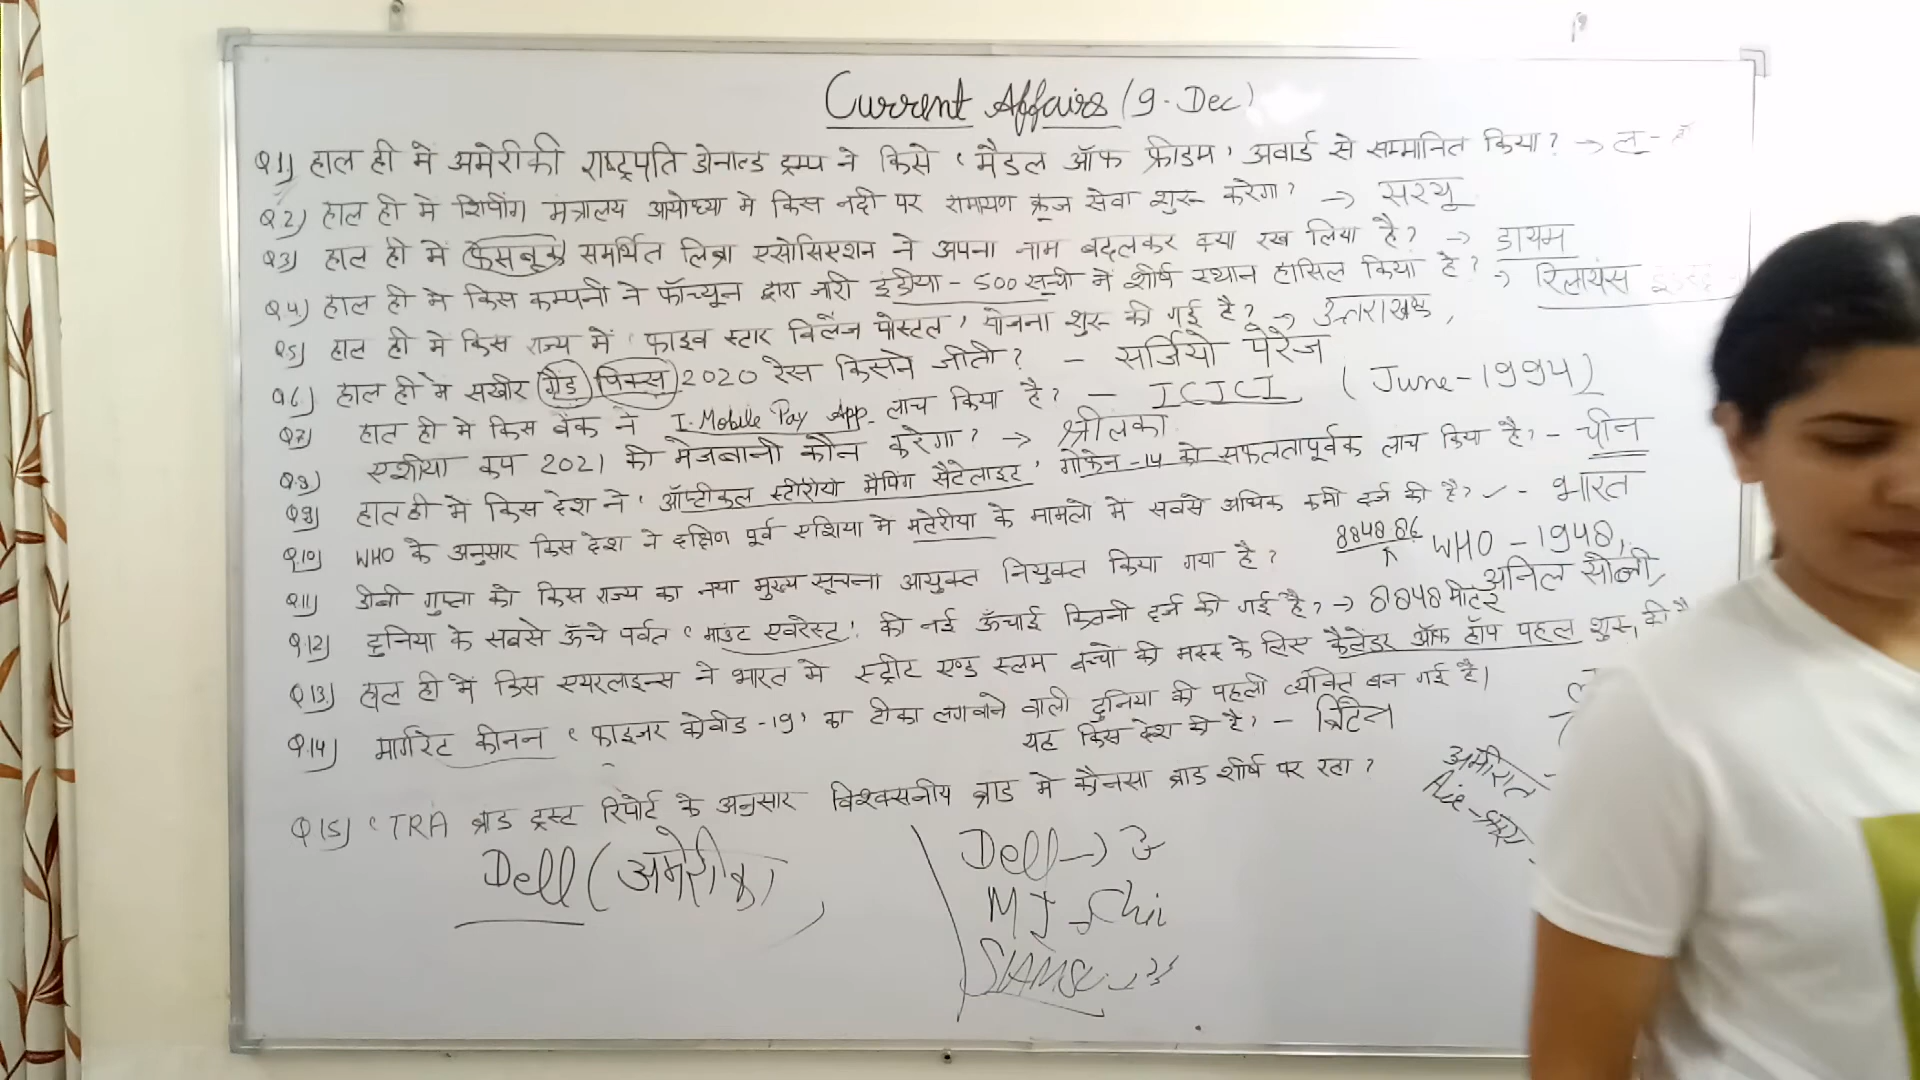 Current Affairs (9-Dec)
Q1) हाल ही मे अमेरीकी राष्ट्रपति डोनाल्ड ट्रम्प ने किसे 'मैडल ऑफ फ्रीडम' अवार्ड से सम्मानित किया? →
Q2) हाल ही मे शिपींग मंत्रालय आयोध्या मे किस नदी पर रामायण क्रूज सेवा शुरू करेगा? → सरयू
Q3) हाल ही मे फेसबूक समर्थित लिब्रा एसोसिएशन ने अपना नाम बदलकर क्या रख लिया है? → डायम
Q4) हाल ही मे किस कम्पनी ने फॉर्च्यून द्वारा जारी इंडीया-500 सूची में शीर्ष स्थान हासिल किया है? → रिलायंस
Q5) हाल ही मे किस राज्य में 'फाइव स्टार विलेज पोस्टल' योजना शुरू की गई है? → उत्तराखंड,
Q6) हाल ही मे सखीर ग्रैंड प्रिक्स 2020 रेस किसने जीती? - सर्जियो पेरेज
Q7) हाल ही मे किस बैंक ने I-Mobile Pay App लांच किया है? - ICICI (June-1994)
Q8) एशीया कप 2021 की मेजबानी कौन करेगा? → श्रीलंका
Q9) हाल ही में किस देश ने 'ऑप्टीकल स्टीरीयो मैपिंग सैटेलाइट' गोफेन-14 को सफलतापूर्वक लांच किया है? - चीन
Q10) WHO के अनुसार किस देश ने दक्षिण पूर्व एशिया मे मलेरीया के मामलो में सबसे अधिक कमी दर्ज की है? - भारत
8848.86 WHO - 1948,
Q11) डीबी गुप्ता को किस राज्य का नया मुख्य सूचना आयुक्त नियुक्त किया गया है?
अनिल सोनी
Q12) दुनिया के सबसे ऊँचे पर्वत 'माउंट एवरेस्ट' की नई ऊँचाई कितनी दर्ज की गई है? → 8848 मीटर
Q13) हाल ही में किस एयरलाइन्स ने भारत मे स्ट्रीट एण्ड स्लम बच्चो की मदद के लिए कैलेंडर ऑफ हॉप पहल शुरू की
Q14) मार्गारेट कीनन 'फाइजर कोवीड-19' का टीका लगवाने वाली दुनिया की पहली व्यक्ति बन गई है।
यह किस देश की है? - ब्रिटेन
अमीरात
Q15) 'TRA ब्रांड ट्रस्ट रिपोर्ट के अनुसार विश्वसनीय ब्रांड मे कौनसा ब्रांड शीर्ष पर रहा?
Dell (अमेरीका)
Dell →
MI